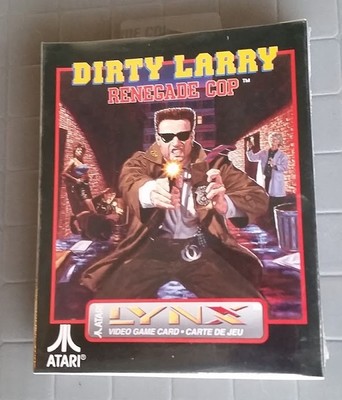 DIRTY LARRY
RENEGADE COP™
ATARI LYNX
VIDEO GAME CARD • CARTE DE JEU
ATARI®